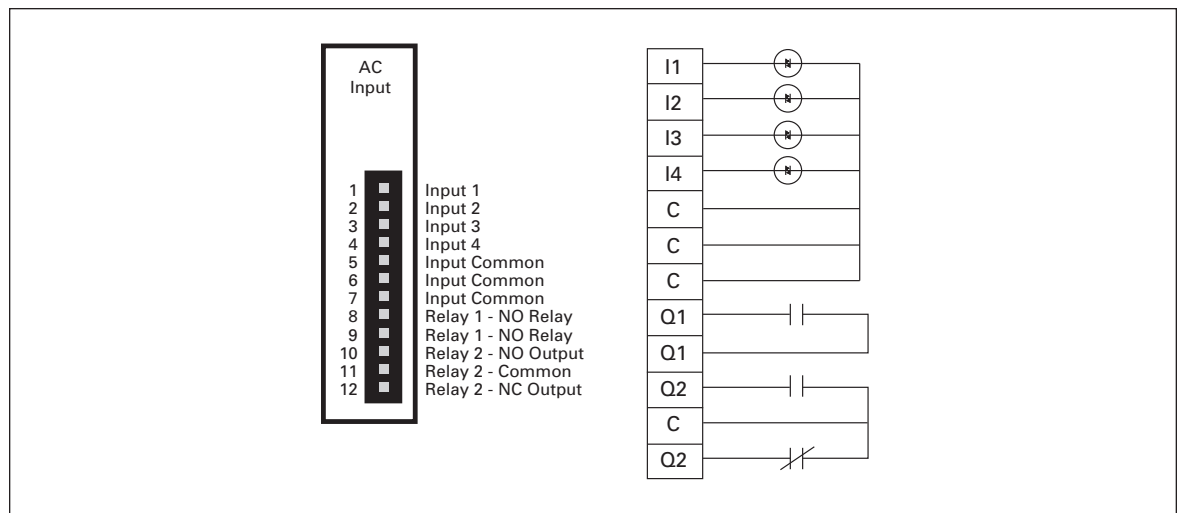 AC
Input
1 Input 1
2 Input 2
3 Input 3
4 Input 4
5 Input Common
6 Input Common
7 Input Common
8 Relay 1 - NO Relay
9 Relay 1 - NO Relay
10 Relay 2 - NO Output
11 Relay 2 - Common
12 Relay 2 - NC Output
I1
I2
I3
I4
C
C
C
Q1
Q1
Q2
C
Q2